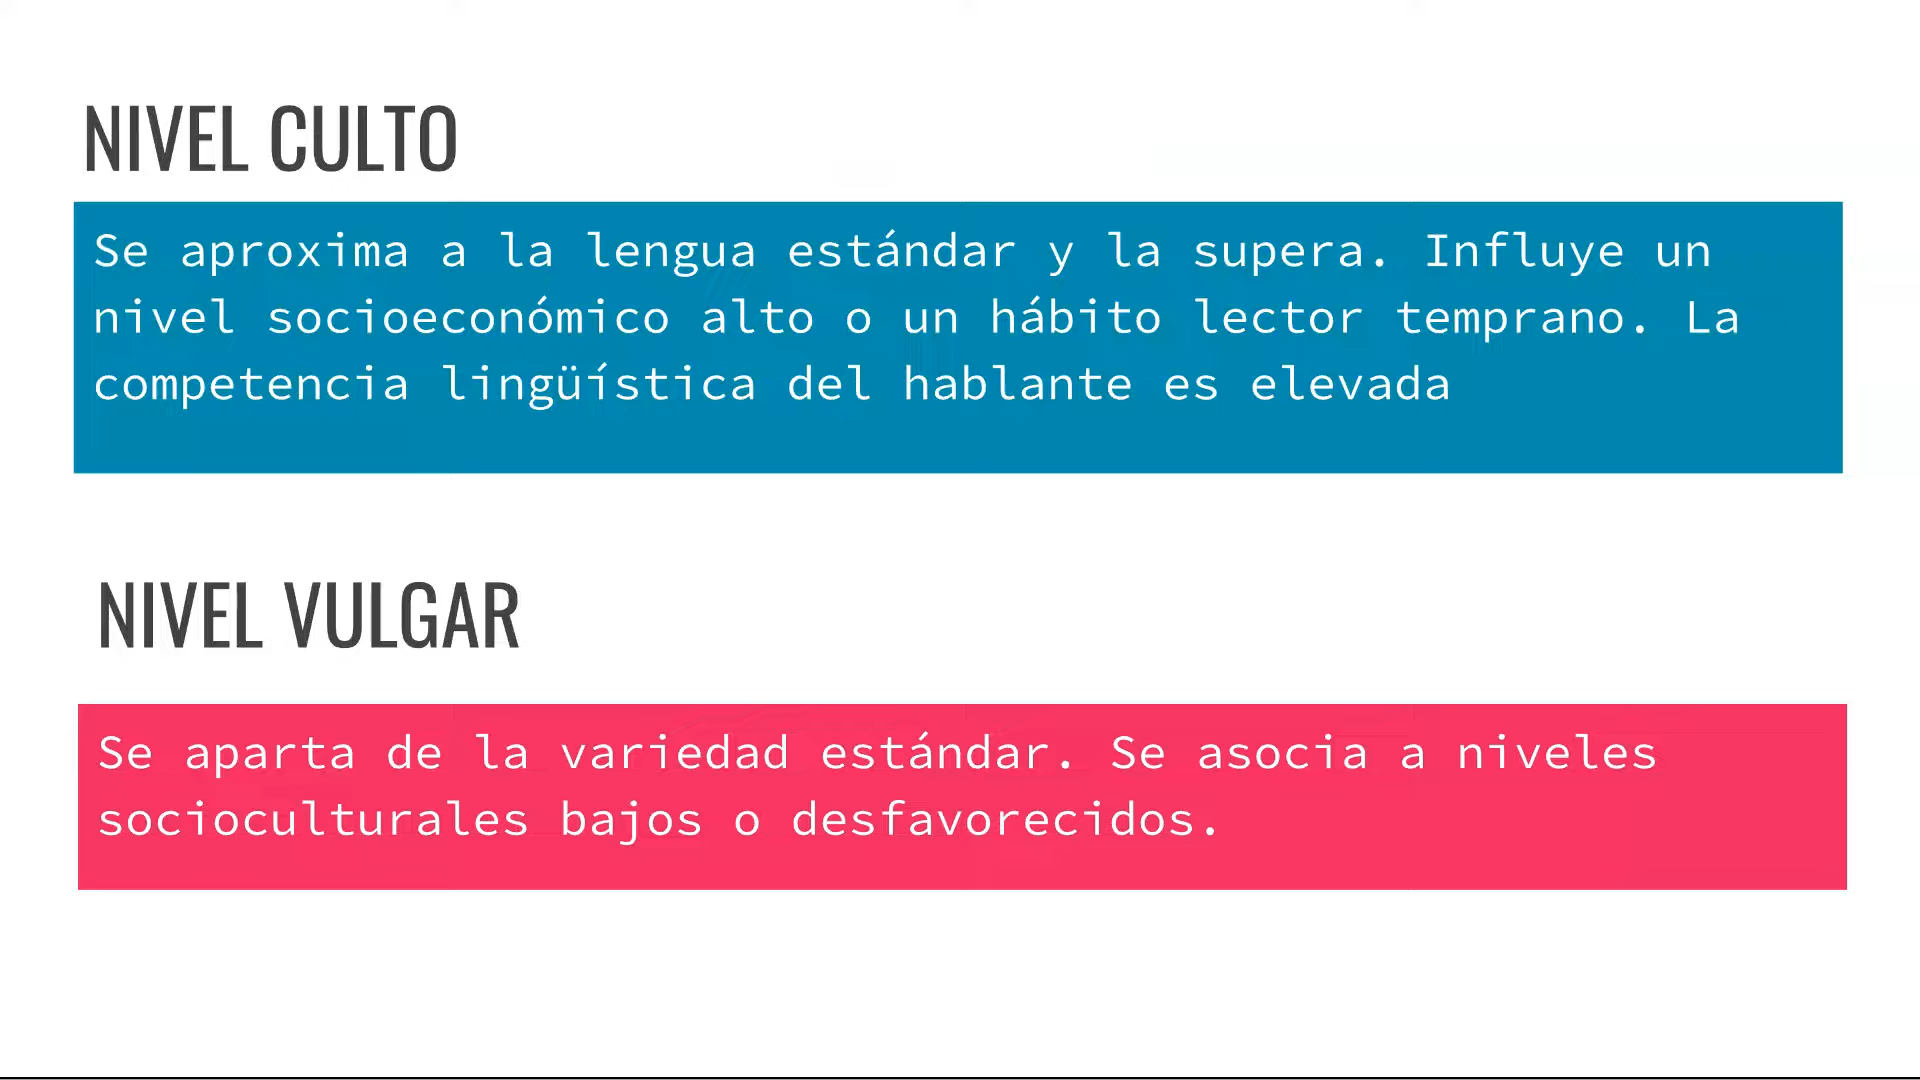 NIVEL CULTO
Se aproxima a la lengua estándar y la supera. Influye un
nivel socioeconómico alto o un hábito lector temprano. La
competencia lingüística del hablante es elevada
NIVEL VULGAR
Se aparta de la variedad estándar. Se asocia a niveles
socioculturales bajos o desfavorecidos.